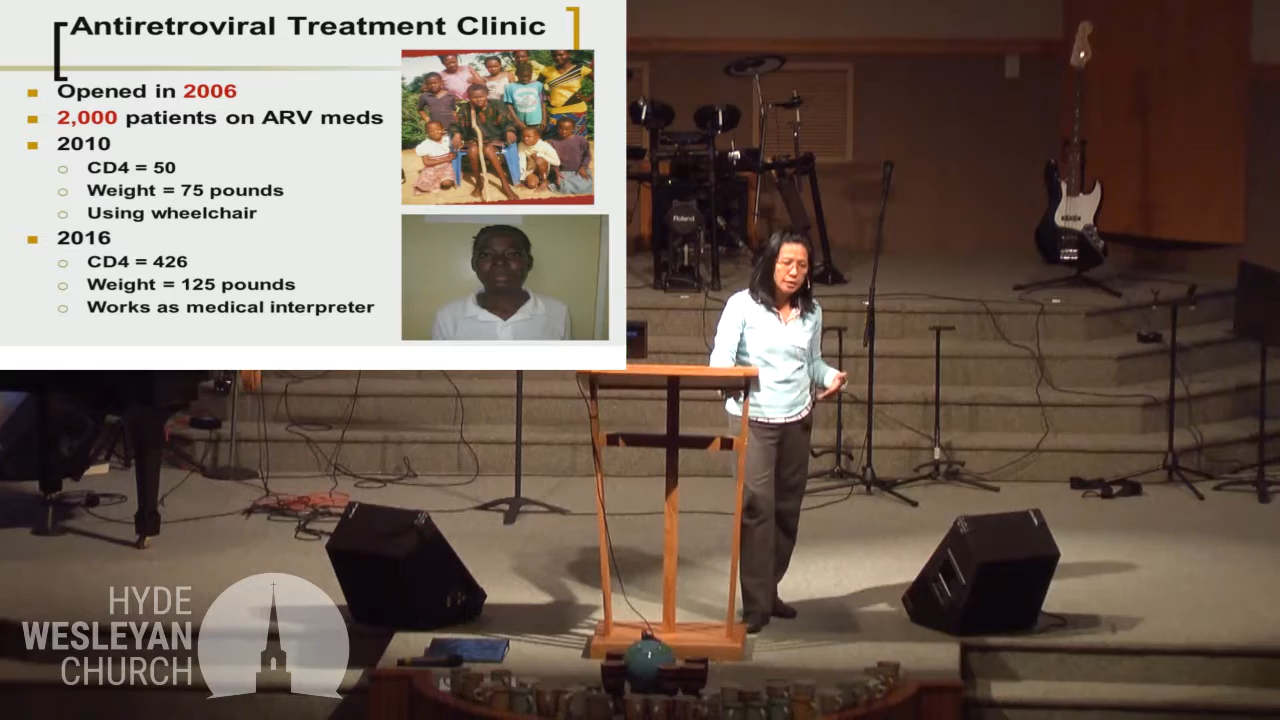 Antiretroviral Treatment Clinic
Opened in 2006
2,000 patients on ARV meds
2010
CD4 = 50
Weight = 75 pounds
Using wheelchair
2016
CD4 = 426
Weight = 125 pounds
Works as medical interpreter
Roland
HYDE
WESLEYAN
CHURCH